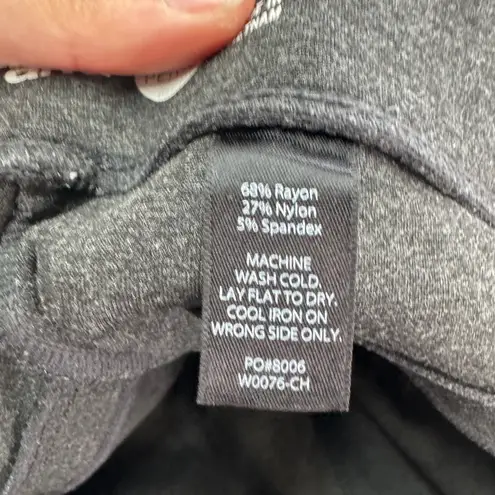 68% Rayon
27% Nylon
5% Spandex
MACHINE
WASH COLD.
LAY FLAT TO DRY.
COOL IRON ON
WRONG SIDE ONLY.
PO#8006
W0076-CH